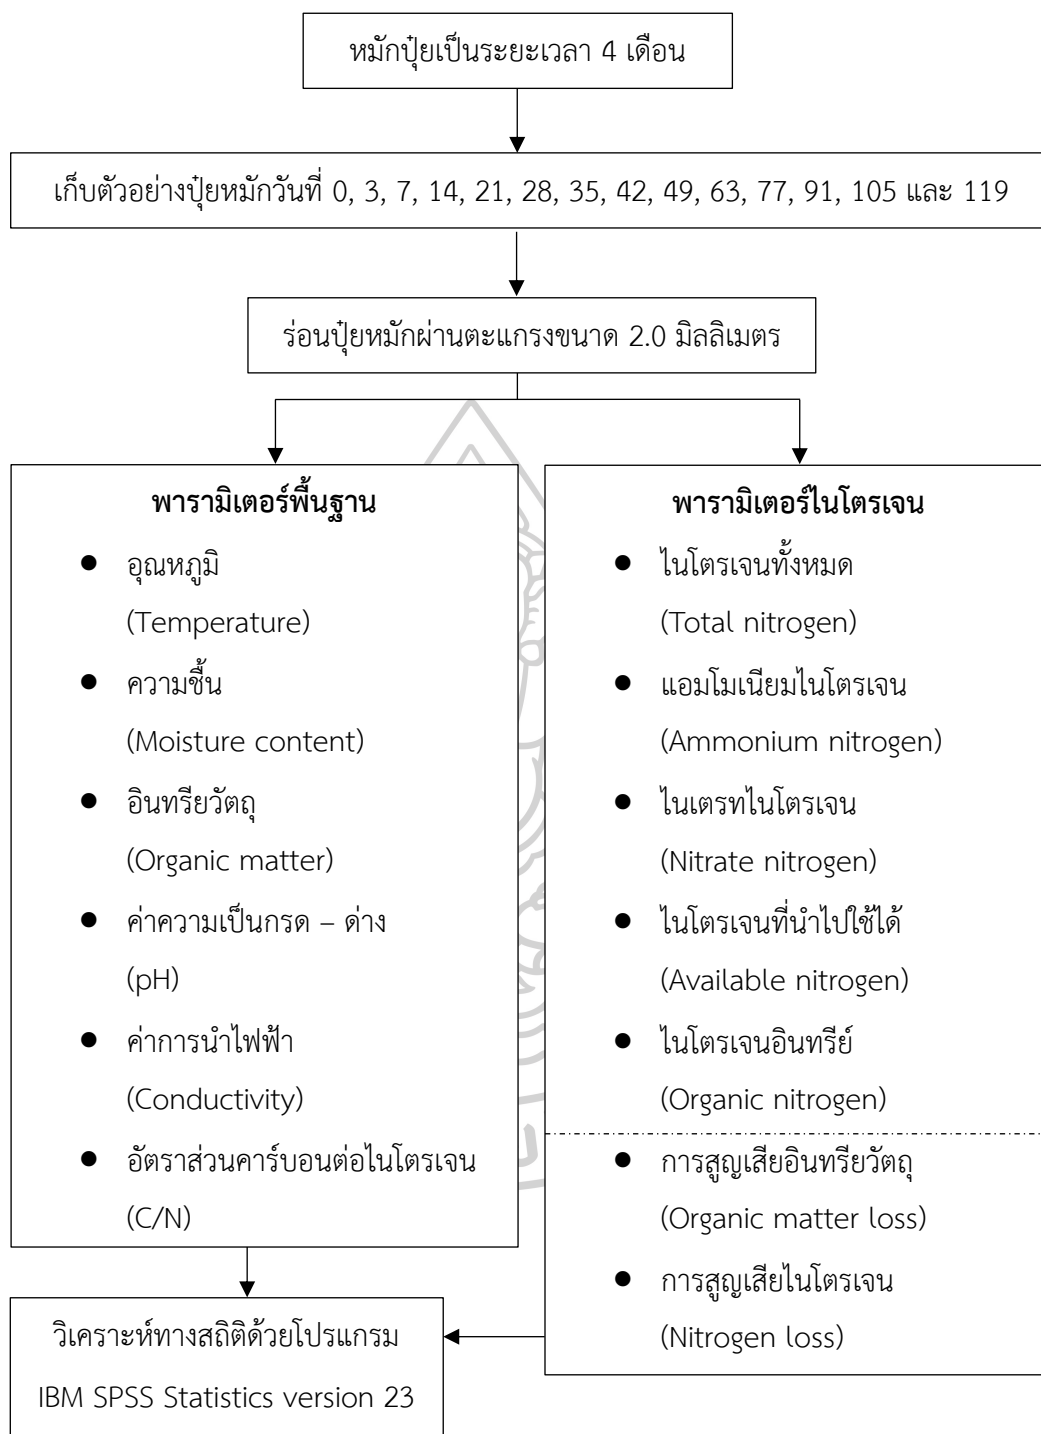 หมักปุ๋ยเป็นระยะเวลา 4 เดือน
เก็บตัวอย่างปุ๋ยหมักวันที่ 0, 3, 7, 14, 21, 28, 35, 42, 49, 63, 77, 91, 105 และ 119
ร่อนปุ๋ยหมักผ่านตะแกรงขนาด 2.0 มิลลิเมตร
พารามิเตอร์พื้นฐาน
● อุณหภูมิ
(Temperature)
● ความชื้น
(Moisture content)
● อินทรียวัตถุ
(Organic matter)
● ค่าความเป็นกรด – ด่าง
(pH)
● ค่าการนำไฟฟ้า
(Conductivity)
● อัตราส่วนคาร์บอนต่อไนโตรเจน
(C/N)
พารามิเตอร์ไนโตรเจน
● ไนโตรเจนทั้งหมด
(Total nitrogen)
● แอมโมเนียมไนโตรเจน
(Ammonium nitrogen)
● ไนเตรทไนโตรเจน
(Nitrate nitrogen)
● ไนโตรเจนที่นำไปใช้ได้
(Available nitrogen)
● ไนโตรเจนอินทรีย์
(Organic nitrogen)
● การสูญเสียอินทรียวัตถุ
(Organic matter loss)
● การสูญเสียไนโตรเจน
(Nitrogen loss)
วิเคราะห์ทางสถิติด้วยโปรแกรม
IBM SPSS Statistics version 23